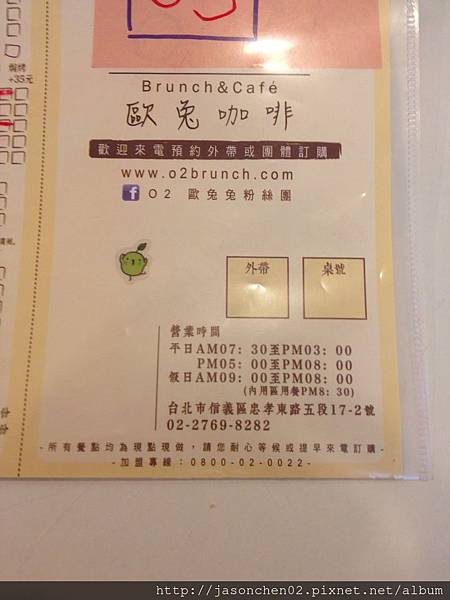 焗烤
+35元
Brunch&Café
歐兔咖啡
歡迎來電預約外帶或團體訂購
www.o2brunch.com
f O2 歐兔兔粉絲團
外帶
桌號
營業時間
平日AM07：30至PM03：00
PM05：00至PM08：00
假日AM09：00至PM08：00
(內用區用餐PM8：30)
台北市信義區忠孝東路五段17-2號
02-2769-8282
-所有餐點均為現點現做，請您耐心等候或提早來電訂購-
-加盟專線：0800-02-0022-
http://jasonchen02.pixnet.net/album